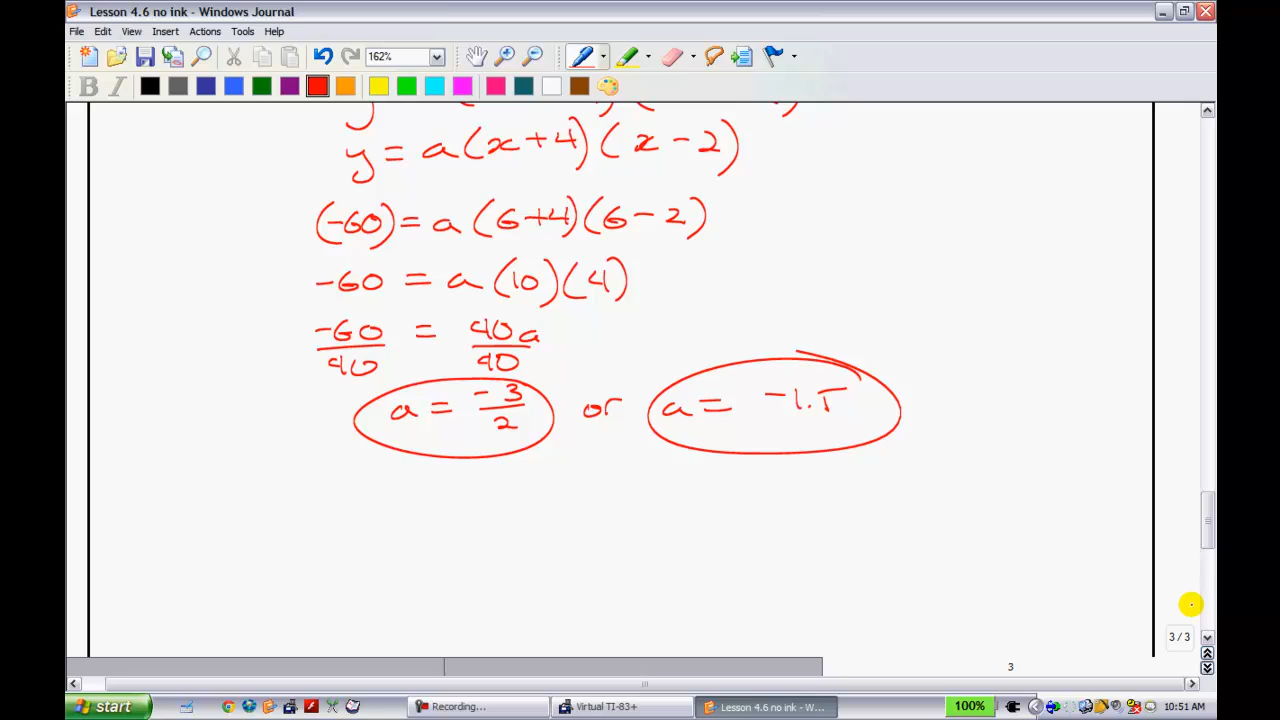 Lesson 4.6 no ink - Windows Journal
File Edit View Insert Actions Tools Help
162%
B I
y = a(x+4)(x-2)
(-60) = a(6+4)(6-2)
-60 = a(10)(4)
-60 = 40a
40 40
a = -3/2 or a = -1.5
3/3
3
start
Recording...
Virtual TI-83+
Lesson 4.6 no ink - W...
100%
10:51 AM